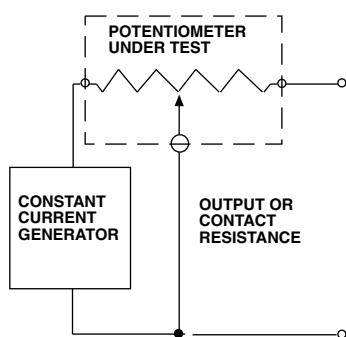 POTENTIOMETER
UNDER TEST
CONSTANT
CURRENT
GENERATOR
OUTPUT OR
CONTACT
RESISTANCE